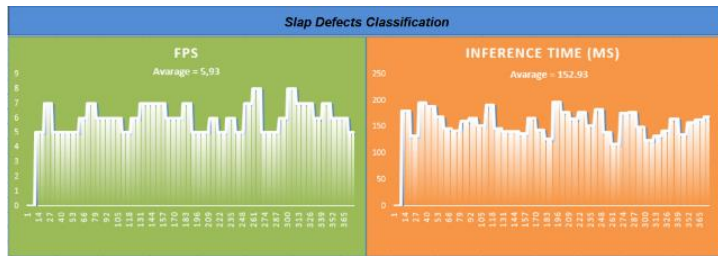 Slap Defects Classification
FPS
Avarage = 5,93
9
8
7
6
5
4
3
2
1
0
1 14 27 40 53 66 79 92 105 118 131 144 157 170 183 196 209 222 235 248 261 274 287 300 313 326 339 352 365
INFERENCE TIME (MS)
Avarage = 152.93
250
200
150
100
50
0
1 14 27 40 53 66 79 92 105 118 131 144 157 170 183 196 209 222 235 248 261 274 287 300 313 326 339 352 365